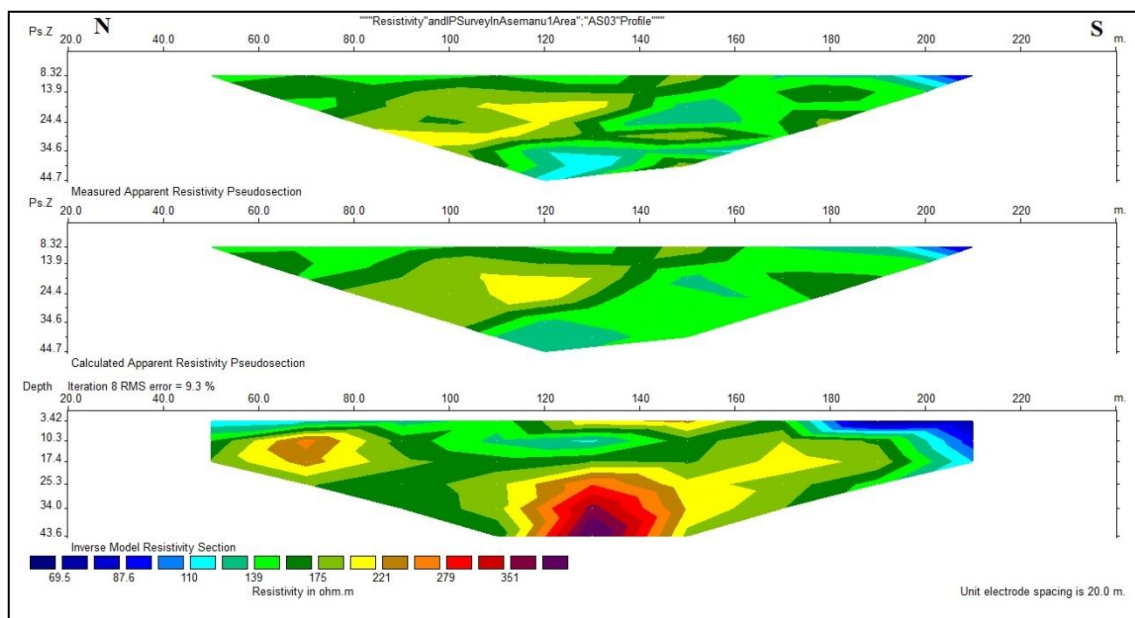 """Resistivity"andIPSurveyInAsemanu1Area";"AS03"Profile"""
N S
Ps.Z
20.0 40.0 60.0 80.0 100 120 140 160 180 200 220 m.
8.32
13.9
24.4
34.6
44.7
Measured Apparent Resistivity Pseudosection
Ps.Z
20.0 40.0 60.0 80.0 100 120 140 160 180 200 220 m.
8.32
13.9
24.4
34.6
44.7
Calculated Apparent Resistivity Pseudosection
Depth Iteration 8 RMS error = 9.3 %
20.0 40.0 60.0 80.0 100 120 140 160 180 200 220 m.
3.42
10.3
17.4
25.3
34.0
43.6
Inverse Model Resistivity Section
69.5 87.6 110 139 175 221 279 351
Resistivity in ohm.m
Unit electrode spacing is 20.0 m.